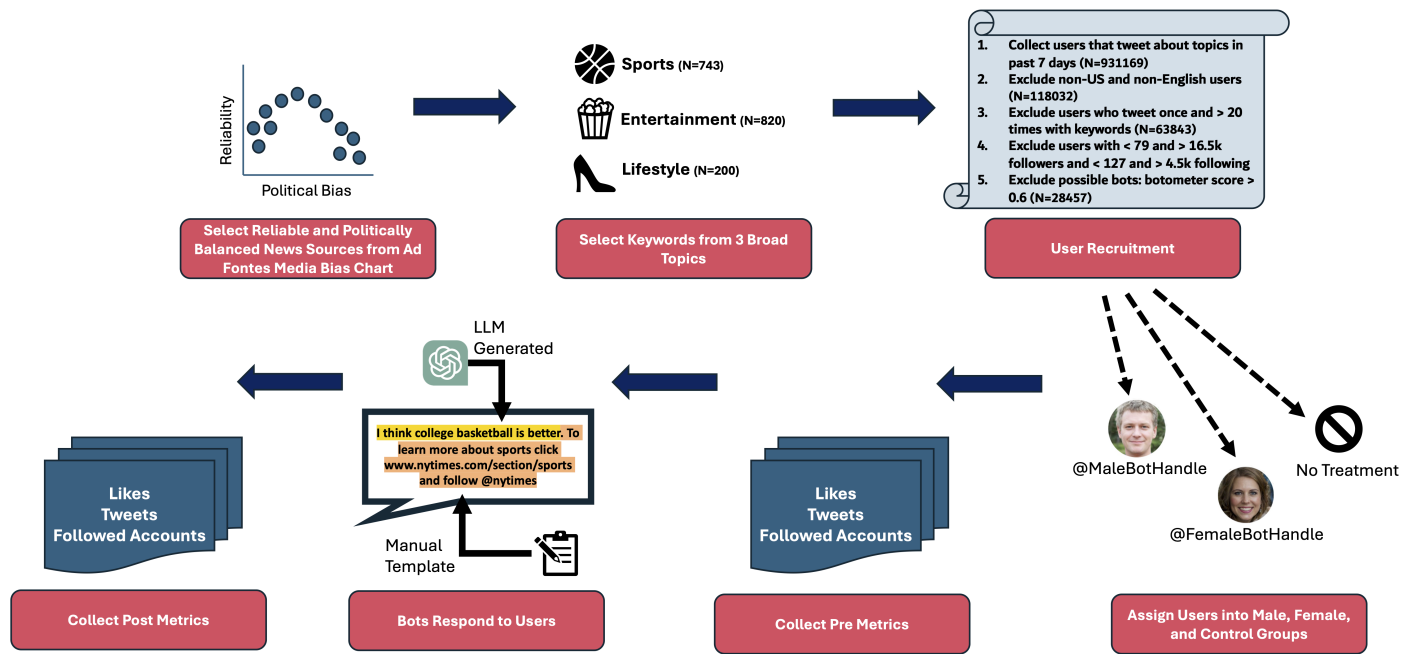 Reliability
Political Bias
Select Reliable and Politically
Balanced News Sources from Ad
Fontes Media Bias Chart
Sports (N=743)
Entertainment (N=820)
Lifestyle (N=200)
Select Keywords from 3 Broad
Topics
1. Collect users that tweet about topics in
past 7 days (N=931169)
2. Exclude non-US and non-English users
(N=118032)
3. Exclude users who tweet once and > 20
times with keywords (N=63843)
4. Exclude users with < 79 and > 16.5k
followers and < 127 and > 4.5k following
5. Exclude possible bots: botometer score >
0.6 (N=28457)
User Recruitment
@MaleBotHandle
@FemaleBotHandle
No Treatment
Assign Users into Male, Female,
and Control Groups
Likes
Tweets
Followed Accounts
Collect Pre Metrics
LLM
Generated
I think college basketball is better. To
learn more about sports click
www.nytimes.com/section/sports
and follow @nytimes
Manual
Template
Bots Respond to Users
Likes
Tweets
Followed Accounts
Collect Post Metrics